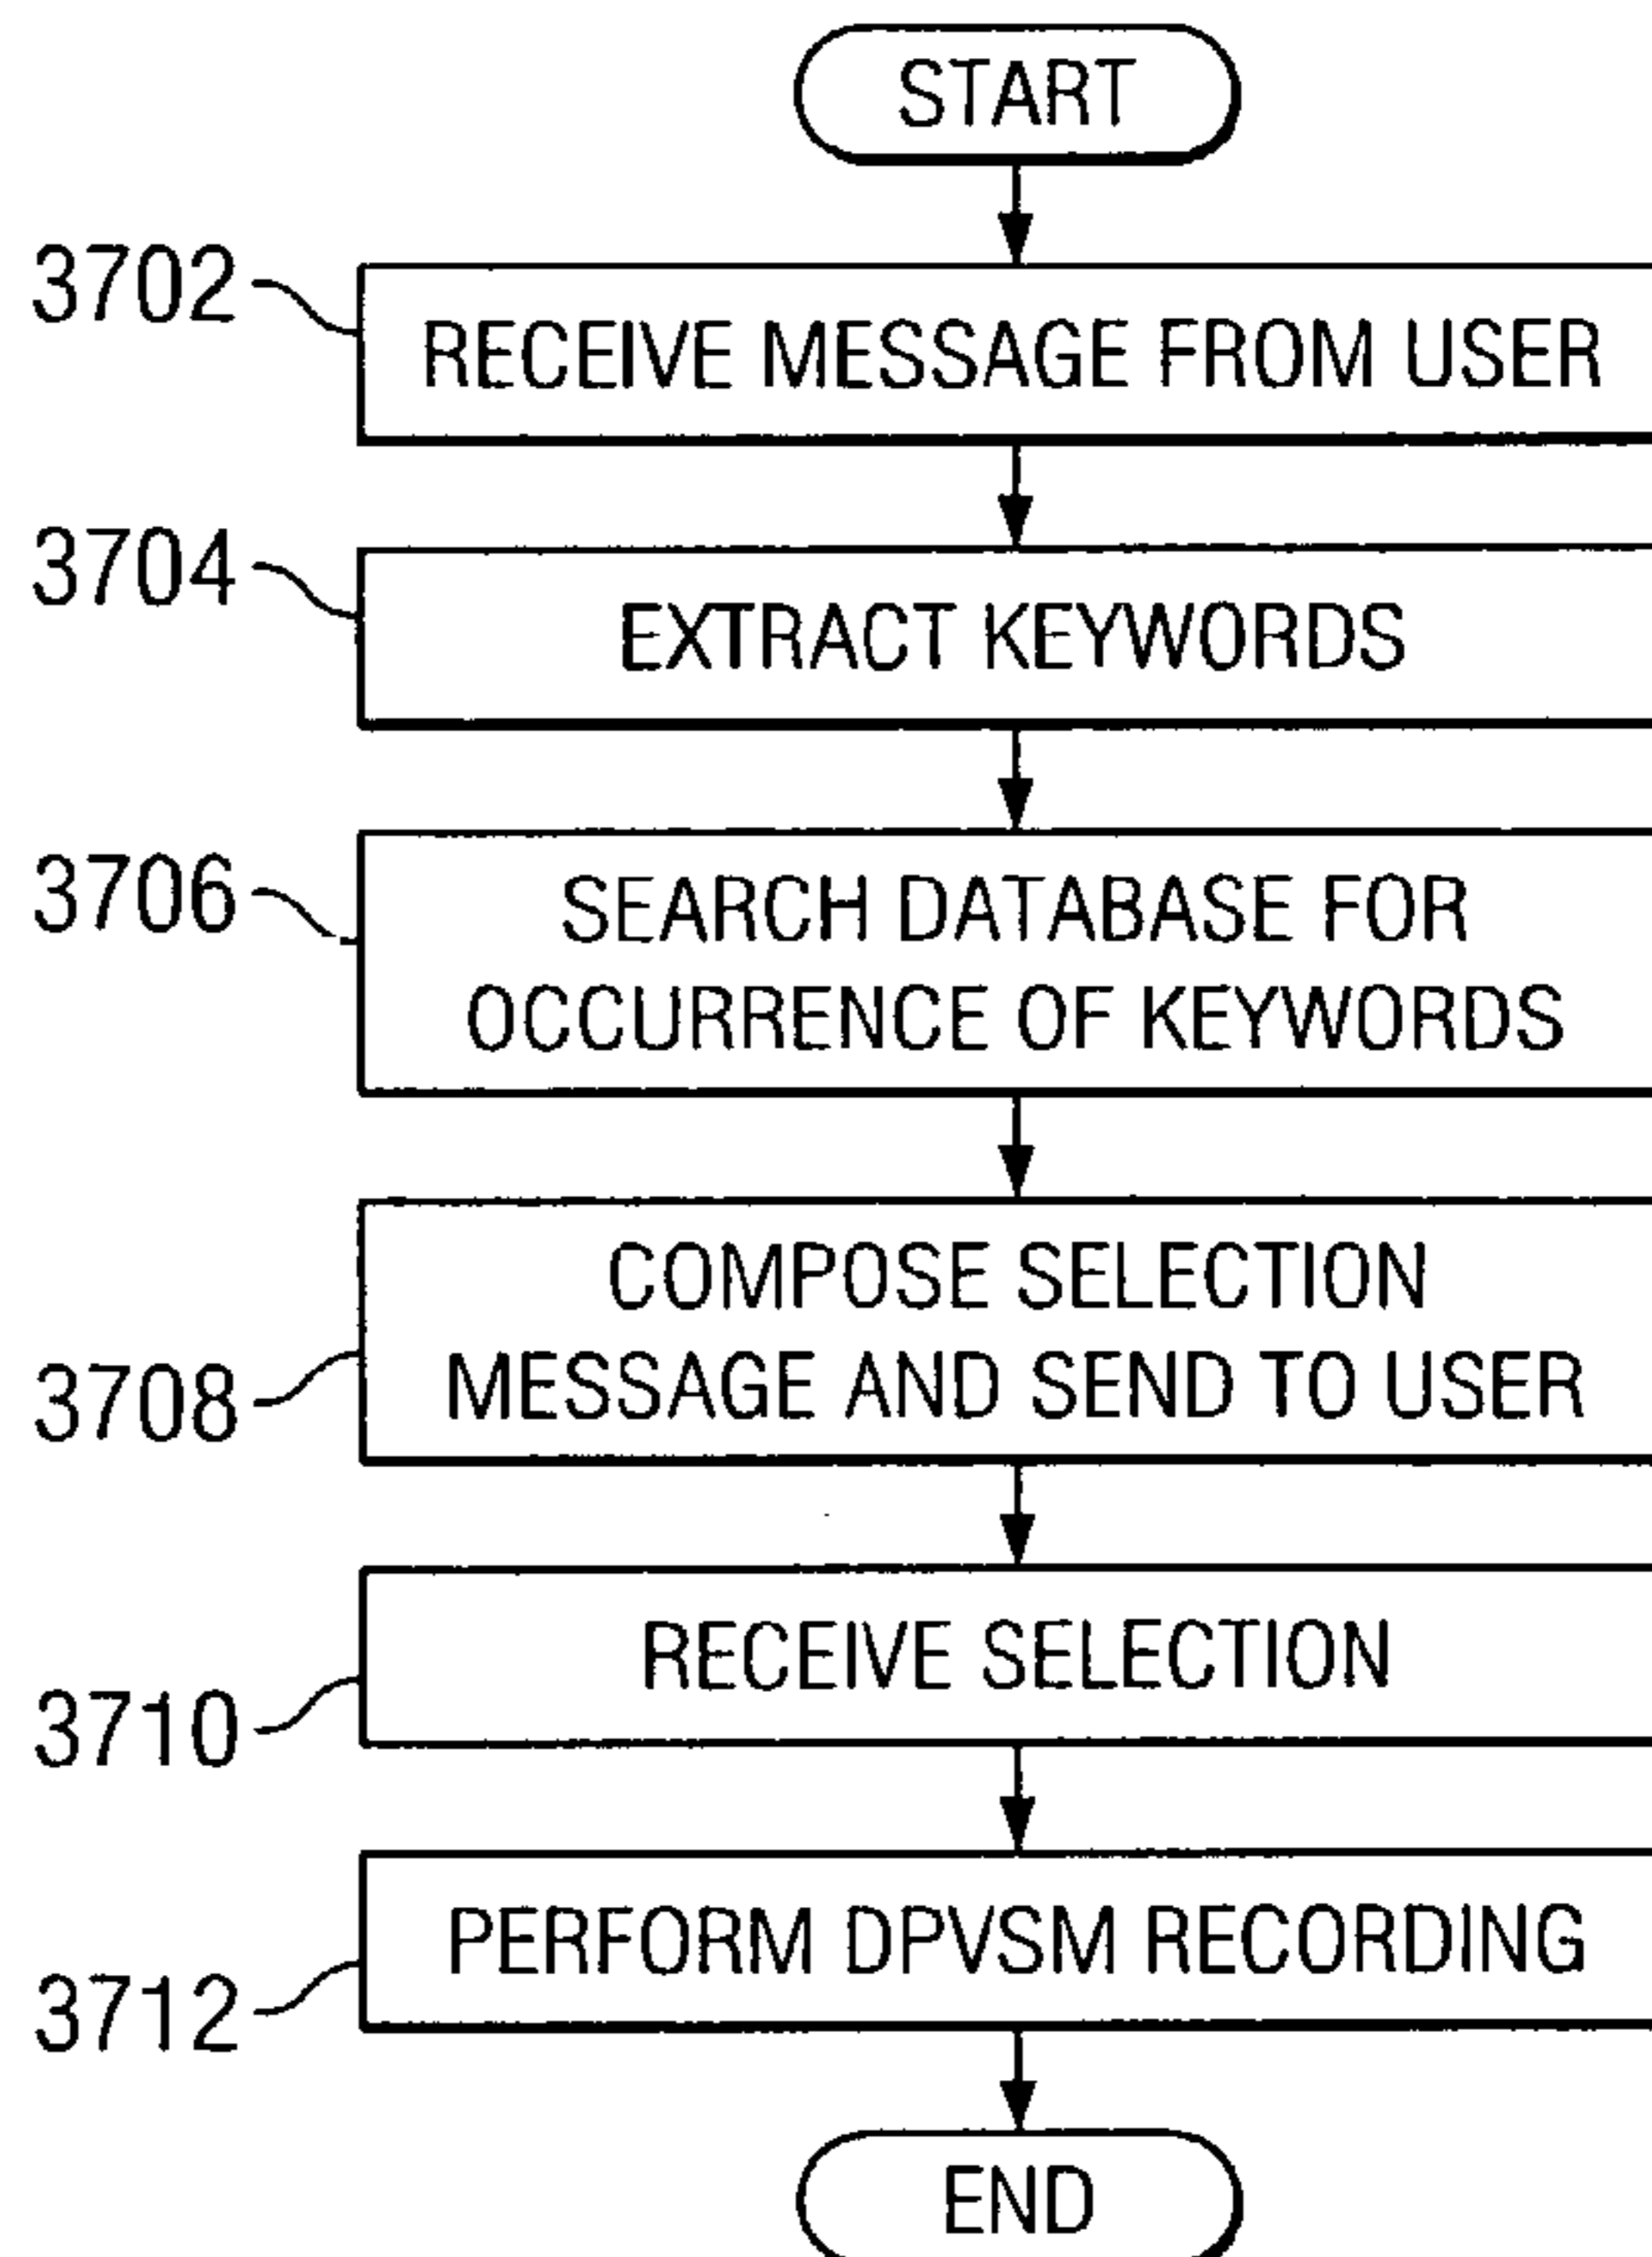 START
3702
RECEIVE MESSAGE FROM USER
3704
EXTRACT KEYWORDS
3706
SEARCH DATABASE FOR
OCCURRENCE OF KEYWORDS
3708
COMPOSE SELECTION
MESSAGE AND SEND TO USER
3710
RECEIVE SELECTION
3712
PERFORM DPVSM RECORDING
END